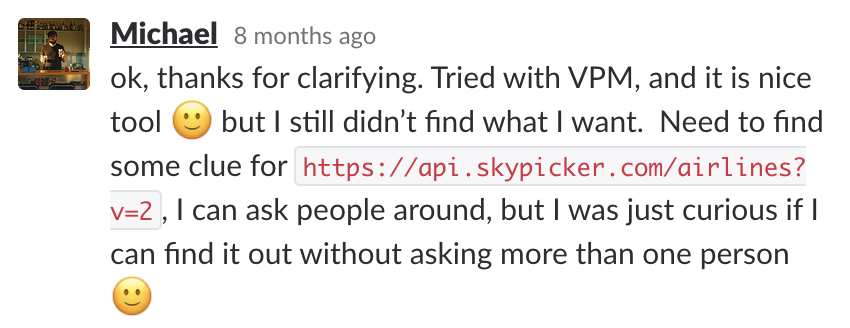 Michael 8 months ago
ok, thanks for clarifying. Tried with VPM, and it is nice
tool 🙂 but I still didn’t find what I want.  Need to find
some clue for https://api.skypicker.com/airlines?
v=2 , I can ask people around, but I was just curious if I
can find it out without asking more than one person
🙂